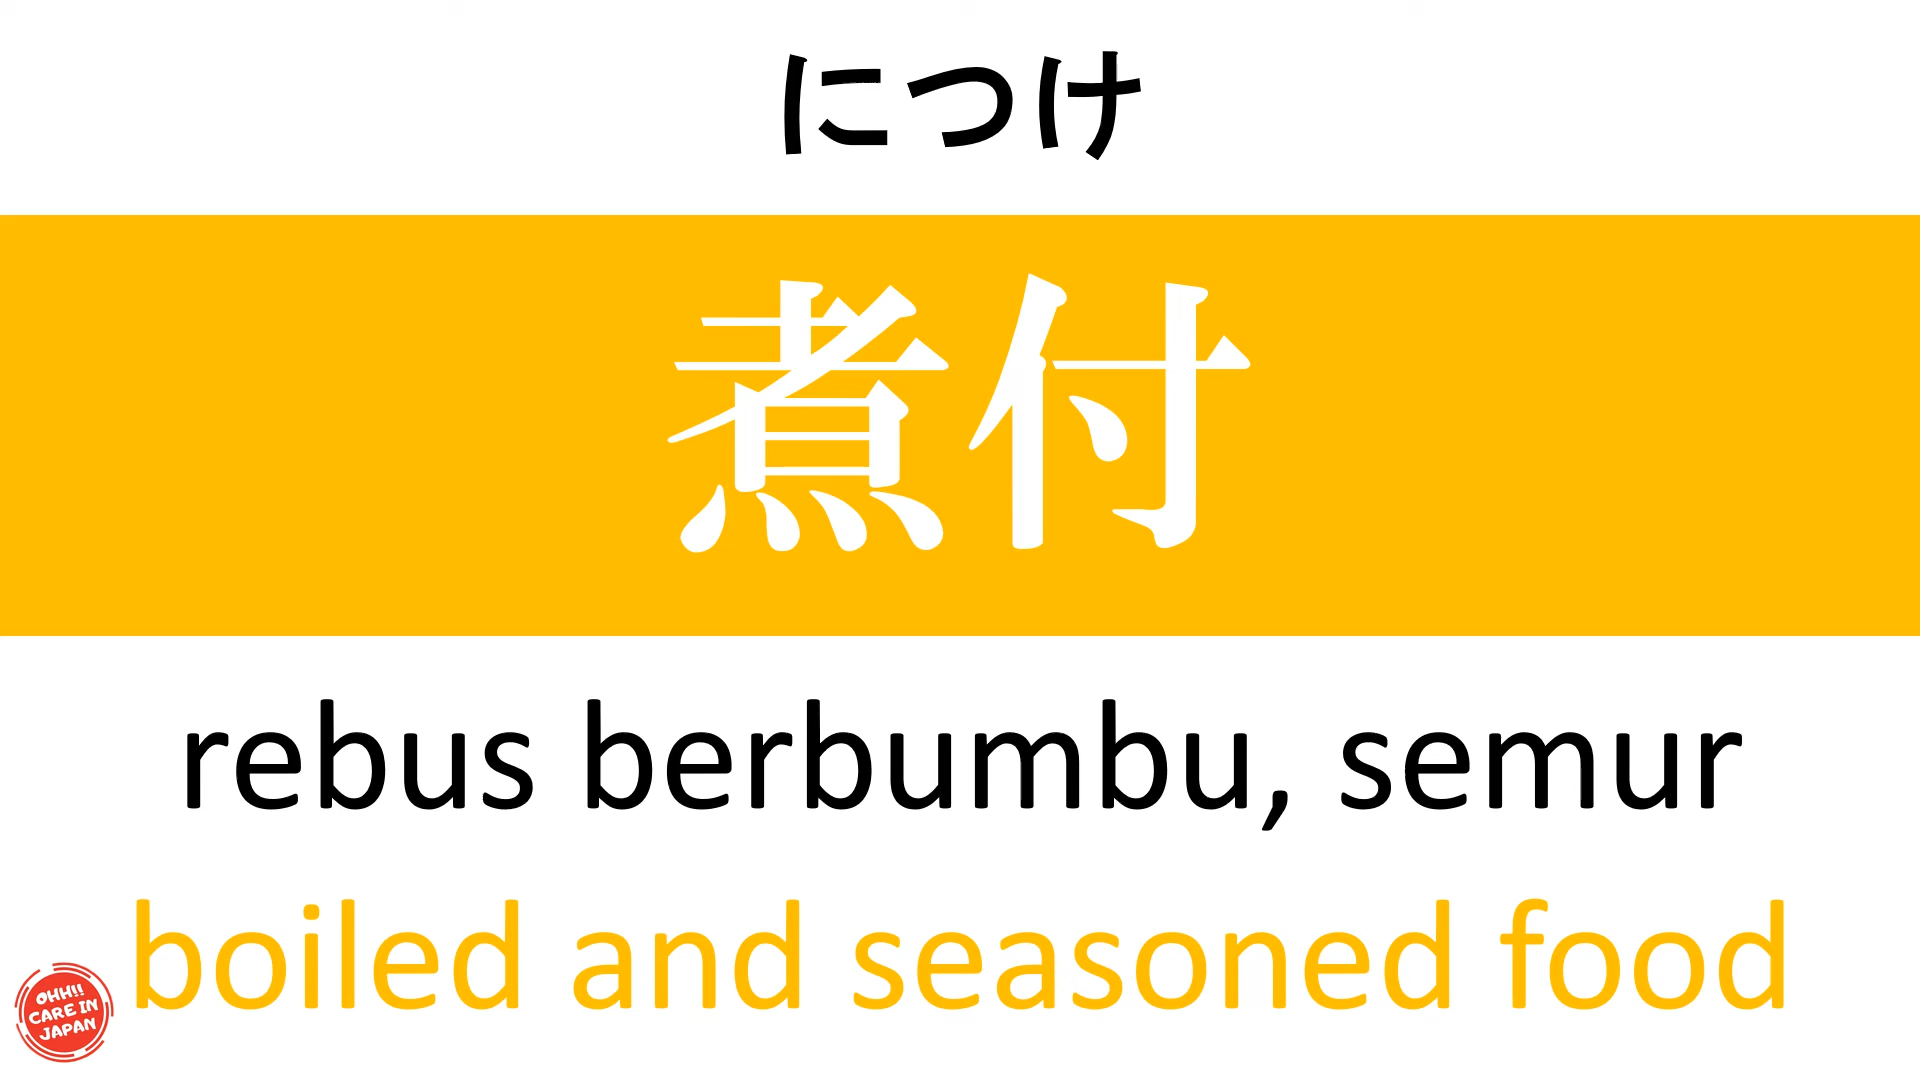 につけ
煮付
rebus berbumbu, semur
boiled and seasoned food
OHH!!
CARE IN
JAPAN